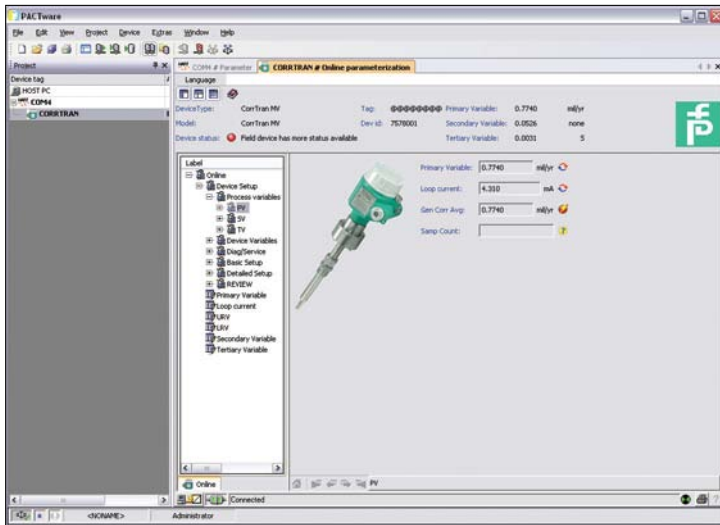 PACTware
File Edit View Project Device Extras Window Help
Project
Device tag
HOST PC
COM4
CORRTRAN
COM4 # Parameter CORRTRAN # Online parameterization
Language
DeviceType: CorrTran MV Tag: @@@@@@@@ Primary Variable: 0.7740 mil/yr
Model: CorrTran MV Dev id: 7578001 Secondary Variable: 0.0526 none
Device status: Field device has more status available Tertiary Variable: 0.0031 S
Label
Online
Device Setup
Process variables
PV
SV
TV
Device Variables
Diag/Service
Basic Setup
Detailed Setup
REVIEW
Primary Variable
Loop current
URV
LRV
Secondary Variable
Tertiary Variable
Primary Variable: 0.7740 mil/yr
Loop current: 4.310 mA
Gen Corr Avg: 0.7740 mil/yr
Samp Count: ?
Online
PV
Connected
<NONAME> Administrator